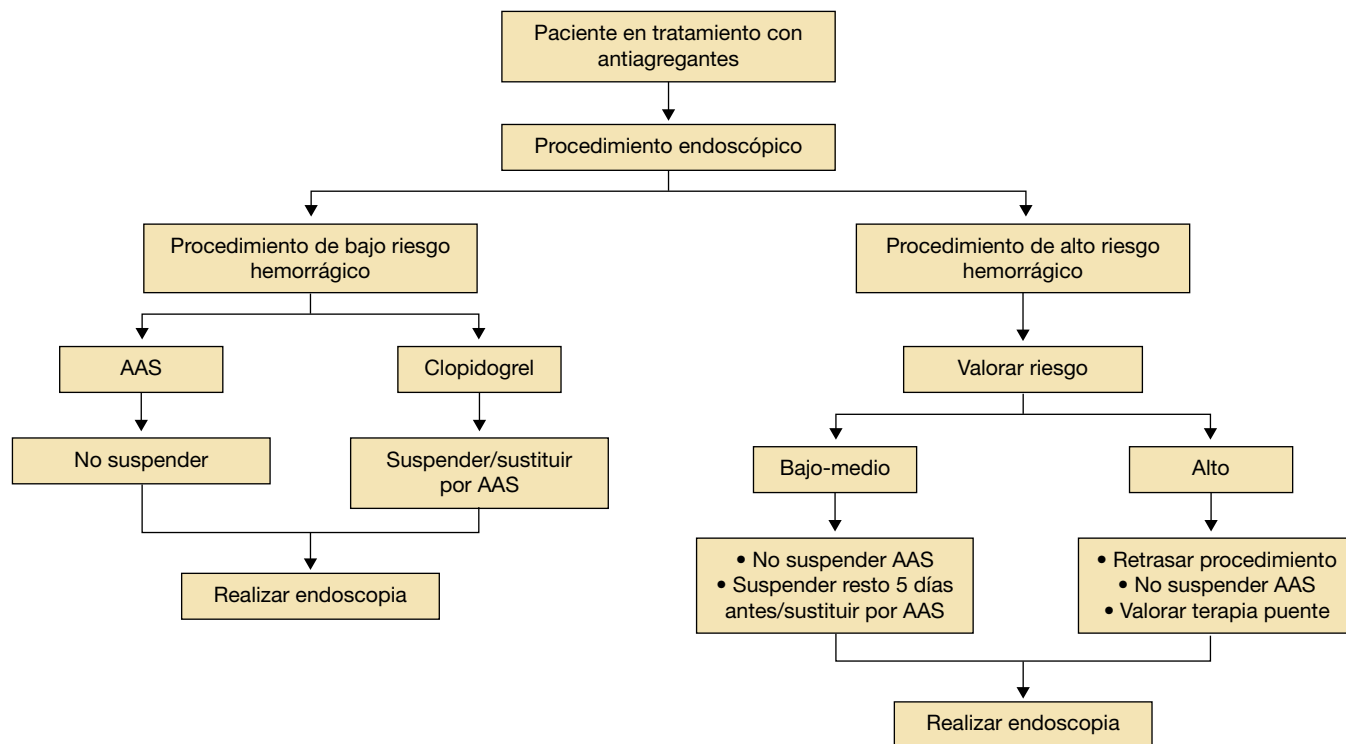 Paciente en tratamiento con
antiagregantes
Procedimiento endoscópico
Procedimiento de bajo riesgo
hemorrágico
Procedimiento de alto riesgo
hemorrágico
AAS
Clopidogrel
Valorar riesgo
No suspender
Suspender/sustituir
por AAS
Bajo-medio
Alto
Realizar endoscopia
• No suspender AAS
• Suspender resto 5 días
antes/sustituir por AAS
• Retrasar procedimiento
• No suspender AAS
• Valorar terapia puente
Realizar endoscopia